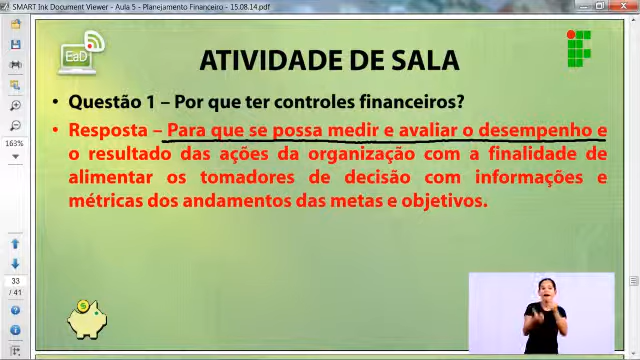 SMART Ink Document Viewer - Aula 5 - Planejamento Financeiro - 15.08.14.pdf
EaD
ATIVIDADE DE SALA
• Questão 1 – Por que ter controles financeiros?
• Resposta – Para que se possa medir e avaliar o desempenho e
o resultado das ações da organização com a finalidade de
alimentar os tomadores de decisão com informações e
métricas dos andamentos das metas e objetivos.
163%
33
/ 41
$